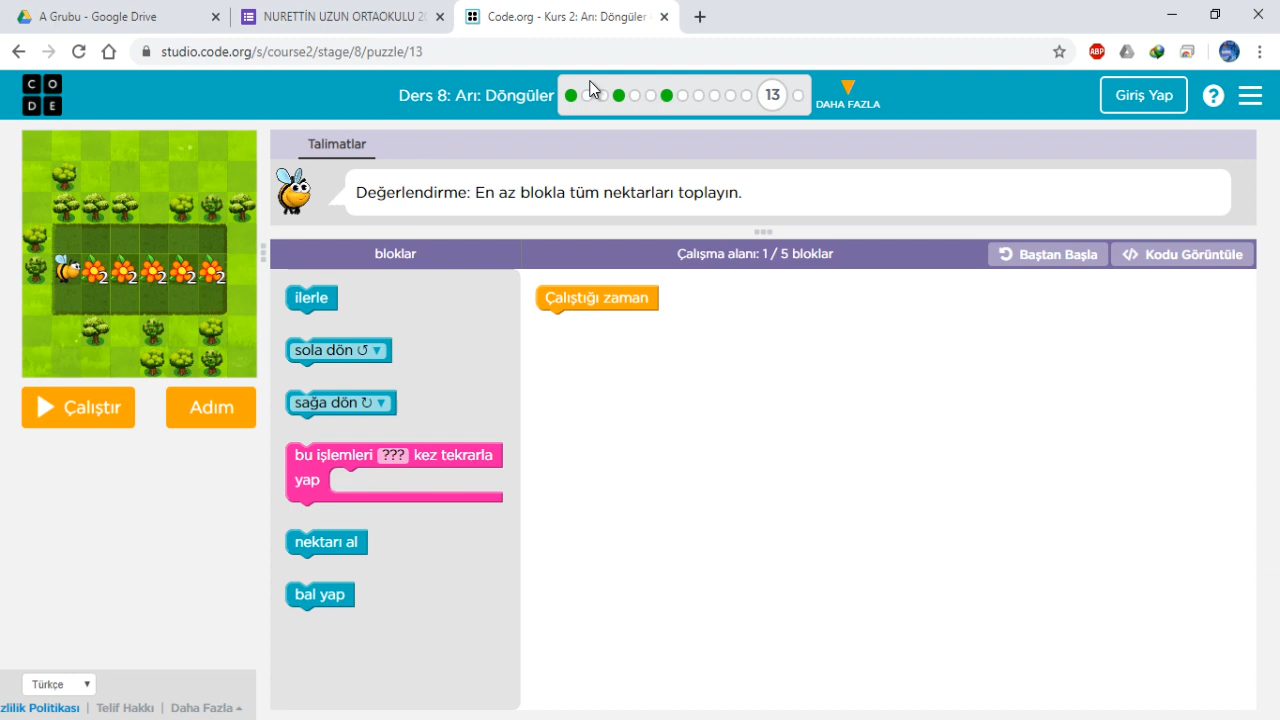 A Grubu - Google Drive
NURETTİN UZUN ORTAOKULU 2
Code.org - Kurs 2: Arı: Döngüler
studio.code.org/s/course2/stage/8/puzzle/13
ABP
CODE
Ders 8: Arı: Döngüler
13
DAHA FAZLA
Giriş Yap
?
Talimatlar
Değerlendirme: En az blokla tüm nektarları toplayın.
bloklar
Çalışma alanı: 1 / 5 bloklar
Baştan Başla
</> Kodu Görüntüle
2 2 2 2 2
ilerle
sola dön ↺ ▼
sağa dön ↻ ▼
bu işlemleri ??? kez tekrarla
yap
nektarı al
bal yap
Çalıştığı zaman
Çalıştır
Adım
Türkçe
zlilik Politikası | Telif Hakkı | Daha Fazla